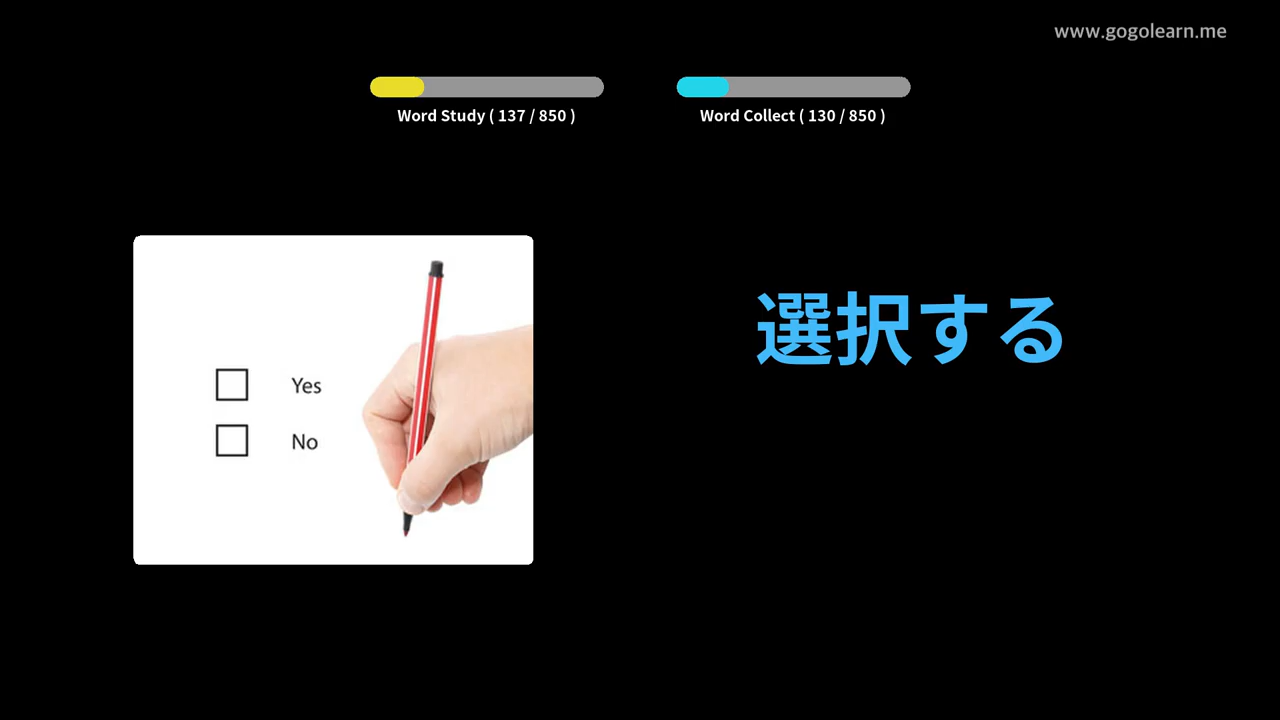 www.gogolearn.me
Word Study ( 137 / 850 )
Word Collect ( 130 / 850 )
選択する
Yes
No